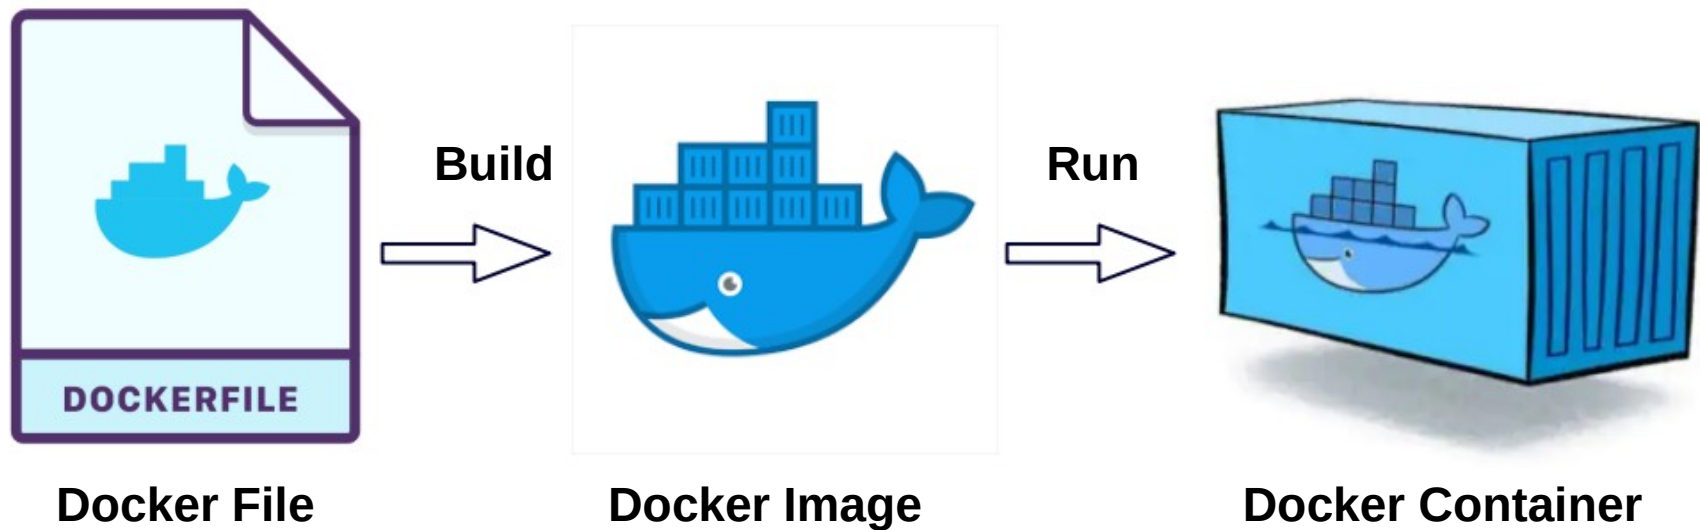 Build
Run
DOCKERFILE
Docker File
Docker Image
Docker Container